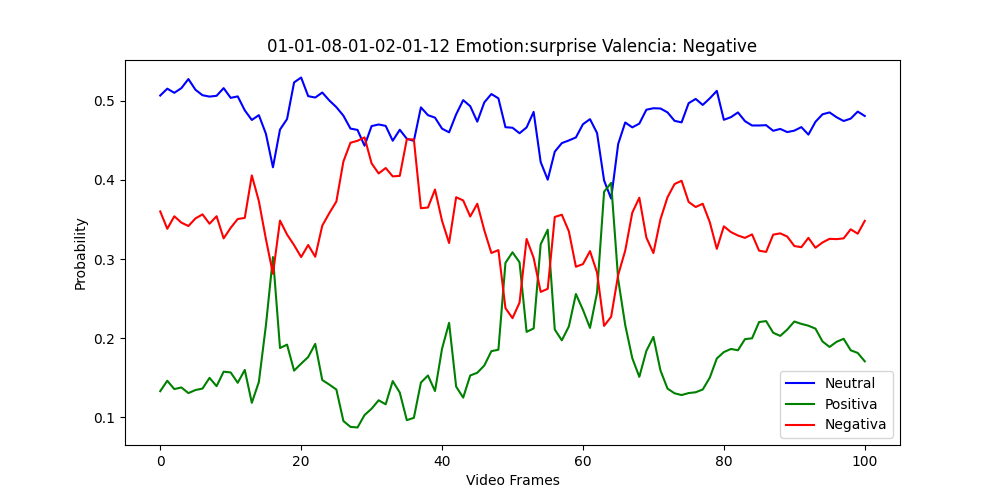 01-01-08-01-02-01-12 Emotion:surprise Valencia: Negative
Probability
0.5
0.4
0.3
0.2
0.1
0 20 40 60 80 100
Video Frames
Neutral
Positiva
Negativa